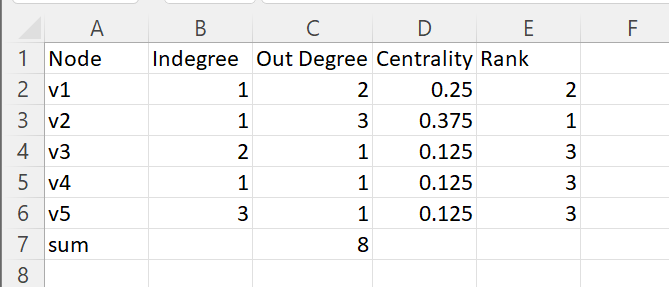 A B C D E F
1 Node Indegree Out Degree Centrality Rank
2 v1 1 2 0.25 2
3 v2 1 3 0.375 1
4 v3 2 1 0.125 3
5 v4 1 1 0.125 3
6 v5 3 1 0.125 3
7 sum 8
8